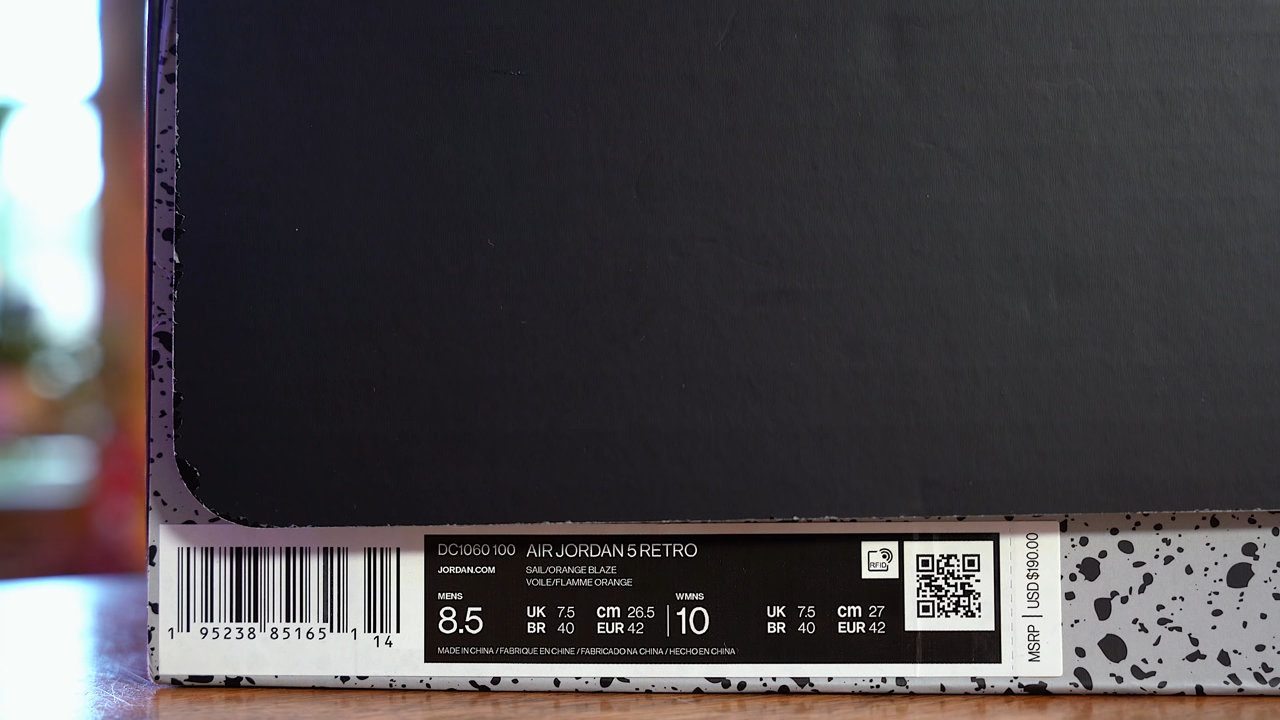 1 95238 85165 1
14
DC1060 100 AIR JORDAN 5 RETRO
JORDAN.COM SAIL/ORANGE BLAZE
VOILE/FLAMME ORANGE
RFID
MENS WMNS
8.5 UK 7.5 cm 26.5 10 UK 7.5 cm 27
BR 40 EUR 42 BR 40 EUR 42
MADE IN CHINA / FABRIQUE EN CHINE / FABRICADO NA CHINA / HECHO EN CHINA
MSRP | USD $190.00